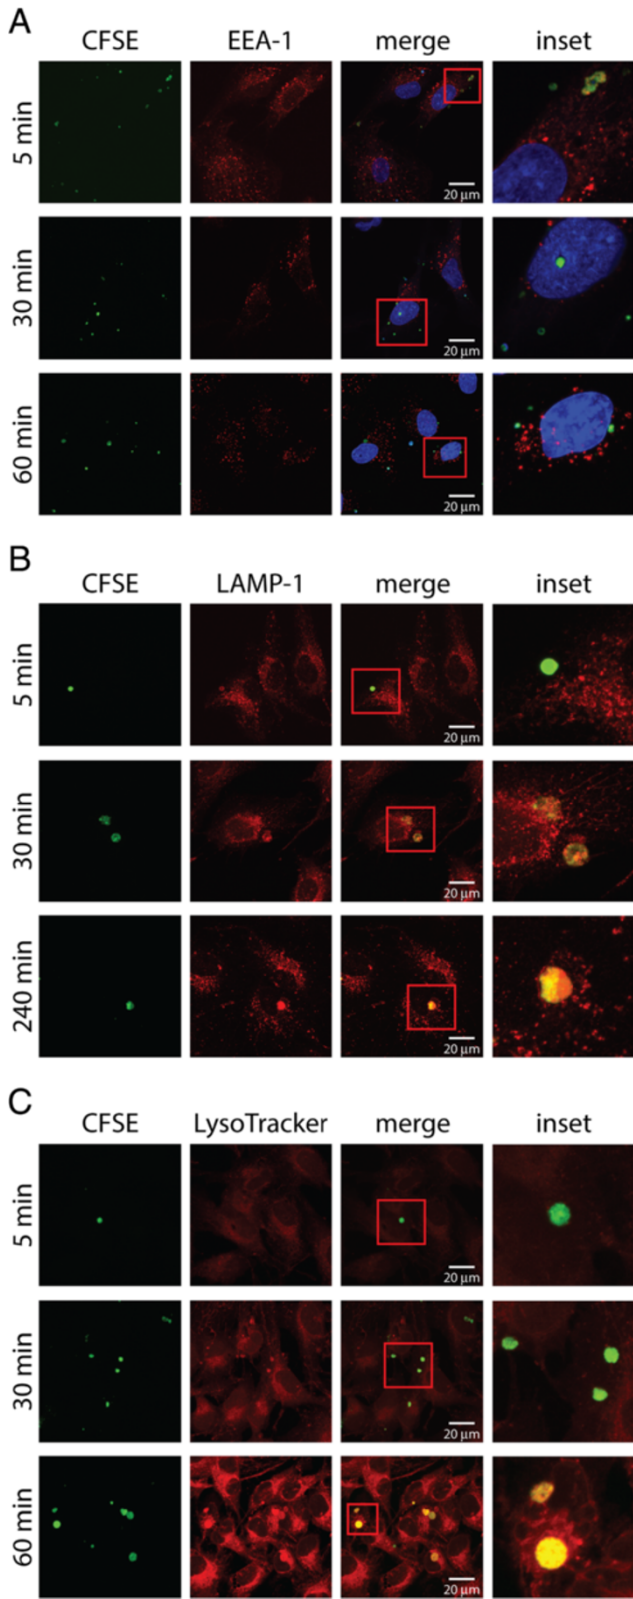 A
CFSE EEA-1 merge inset
5 min
20 µm
30 min
20 µm
60 min
20 µm
B
CFSE LAMP-1 merge inset
5 min
20 µm
30 min
20 µm
240 min
20 µm
C
CFSE LysoTracker merge inset
5 min
20 µm
30 min
20 µm
60 min
20 µm